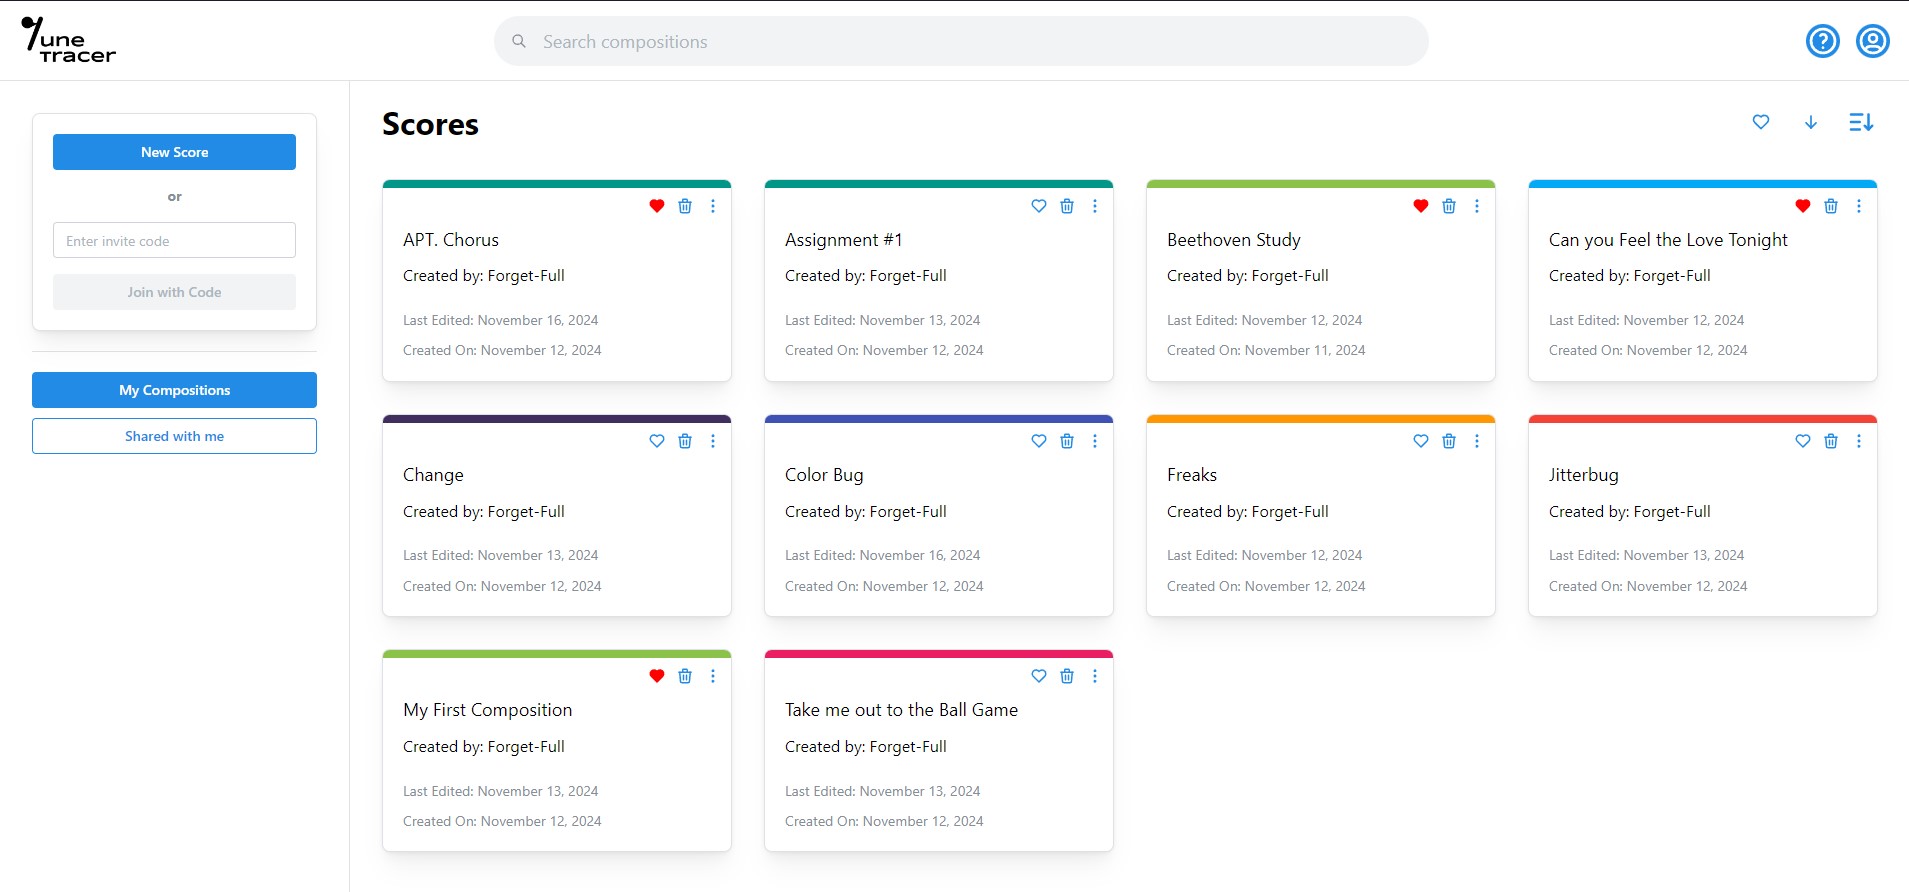 Tune
Tracer
Search compositions
New Score
or
Enter invite code
Join with Code
My Compositions
Shared with me
Scores
APT. Chorus
Created by: Forget-Full
Last Edited: November 16, 2024
Created On: November 12, 2024
Assignment #1
Created by: Forget-Full
Last Edited: November 13, 2024
Created On: November 12, 2024
Beethoven Study
Created by: Forget-Full
Last Edited: November 12, 2024
Created On: November 11, 2024
Can you Feel the Love Tonight
Created by: Forget-Full
Last Edited: November 12, 2024
Created On: November 12, 2024
Change
Created by: Forget-Full
Last Edited: November 13, 2024
Created On: November 12, 2024
Color Bug
Created by: Forget-Full
Last Edited: November 16, 2024
Created On: November 12, 2024
Freaks
Created by: Forget-Full
Last Edited: November 12, 2024
Created On: November 12, 2024
Jitterbug
Created by: Forget-Full
Last Edited: November 13, 2024
Created On: November 12, 2024
My First Composition
Created by: Forget-Full
Last Edited: November 13, 2024
Created On: November 12, 2024
Take me out to the Ball Game
Created by: Forget-Full
Last Edited: November 13, 2024
Created On: November 12, 2024